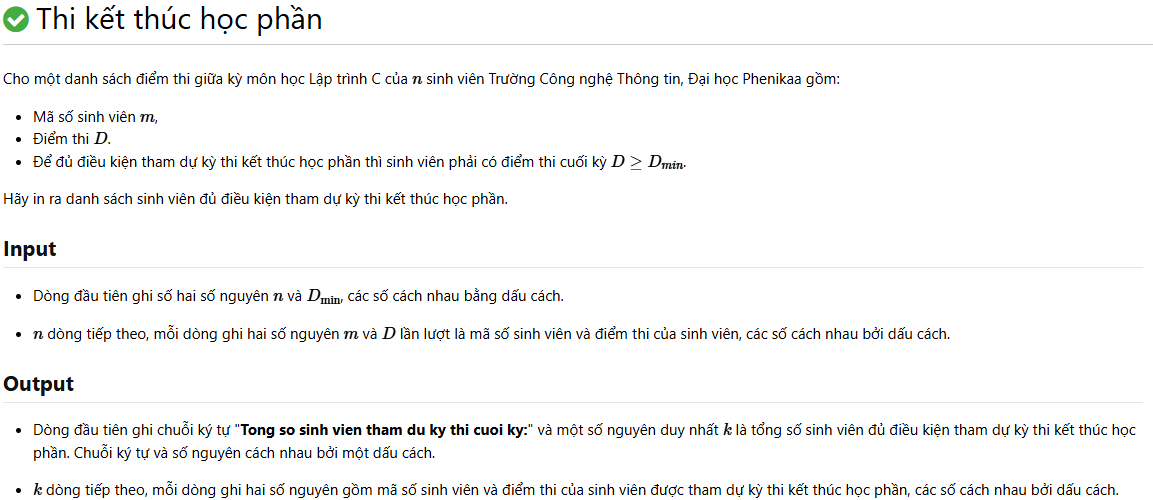 Thi kết thúc học phần
Cho một danh sách điểm thi giữa kỳ môn học Lập trình C của n sinh viên Trường Công nghệ Thông tin, Đại học Phenikaa gồm:
• Mã số sinh viên m,
• Điểm thi D.
• Để đủ điều kiện tham dự kỳ thi kết thúc học phần thì sinh viên phải có điểm thi cuối kỳ D ≥ Dmin.
Hãy in ra danh sách sinh viên đủ điều kiện tham dự kỳ thi kết thúc học phần.
Input
• Dòng đầu tiên ghi số hai số nguyên n và Dmin, các số cách nhau bằng dấu cách.
• n dòng tiếp theo, mỗi dòng ghi hai số nguyên m và D lần lượt là mã số sinh viên và điểm thi của sinh viên, các số cách nhau bởi dấu cách.
Output
• Dòng đầu tiên ghi chuỗi ký tự "Tong so sinh vien tham du ky thi cuoi ky:" và một số nguyên duy nhất k là tổng số sinh viên đủ điều kiện tham dự kỳ thi kết thúc học
phần. Chuỗi ký tự và số nguyên cách nhau bởi một dấu cách.
• k dòng tiếp theo, mỗi dòng ghi hai số nguyên gồm mã số sinh viên và điểm thi của sinh viên được tham dự kỳ thi kết thúc học phần, các số cách nhau bởi dấu cách.